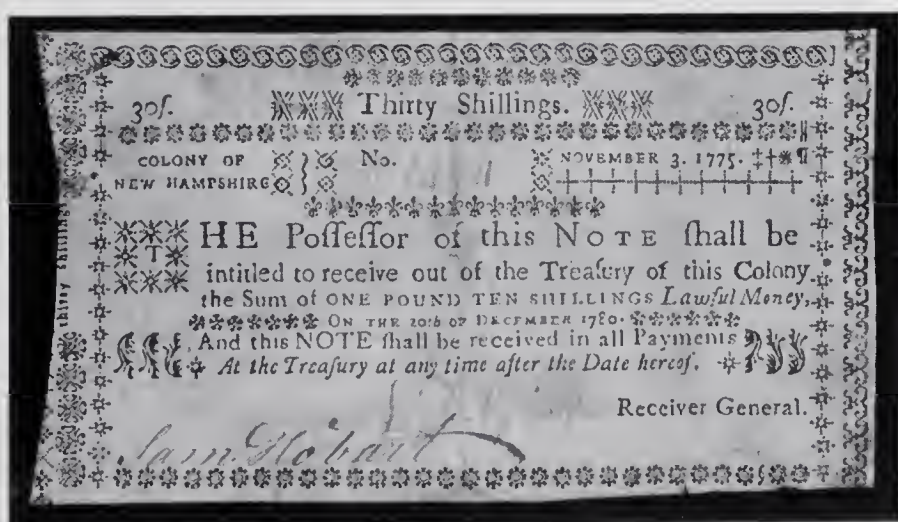 Thirty Shillings.
30ſ. 30ſ.
COLONY OF NEW HAMPSHIRE
No.
NOVEMBER 3. 1775. ‡†*¶
THE Poſſeſſor of this NOTE ſhall be
intitled to receive out of the Treaſury of this Colony
the Sum of ONE POUND TEN SHILLINGS Lawful Money,
ON THE 20th OF DECEMBER 1780.
And this NOTE ſhall be received in all Payments
At the Treaſury at any time after the Date hereof.
Receiver General.
Sam Hobart
thirty shillings